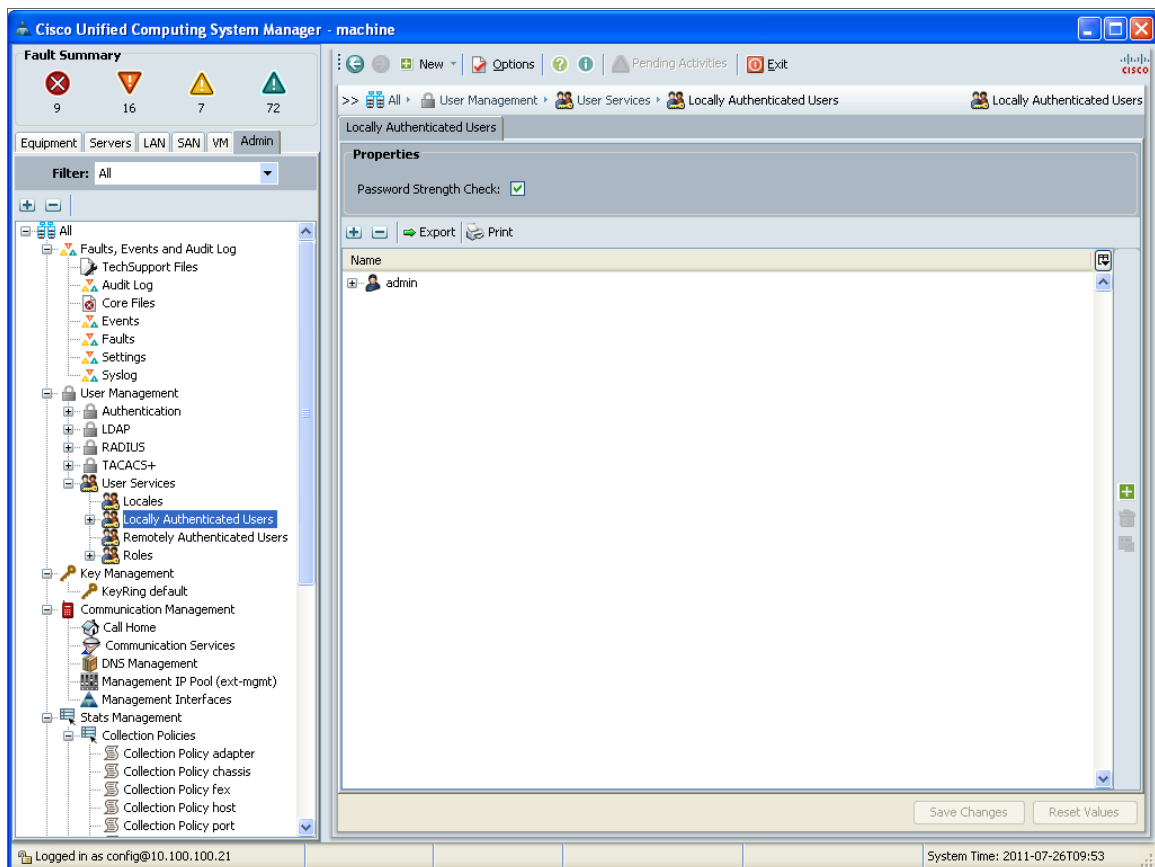 Cisco Unified Computing System Manager - machine
Fault Summary
9 16 7 72
Equipment Servers LAN SAN VM Admin
Filter: All
All
Faults, Events and Audit Log
TechSupport Files
Audit Log
Core Files
Events
Faults
Settings
Syslog
User Management
Authentication
LDAP
RADIUS
TACACS+
User Services
Locales
Locally Authenticated Users
Remotely Authenticated Users
Roles
Key Management
KeyRing default
Communication Management
Call Home
Communication Services
DNS Management
Management IP Pool (ext-mgmt)
Management Interfaces
Stats Management
Collection Policies
Collection Policy adapter
Collection Policy chassis
Collection Policy fex
Collection Policy host
Collection Policy port
New Options Pending Activities Exit
CISCO
>> All User Management User Services Locally Authenticated Users Locally Authenticated Users
Locally Authenticated Users
Properties
Password Strength Check:
Export Print
Name
admin
Save Changes Reset Values
Logged in as config@10.100.100.21 System Time: 2011-07-26T09:53